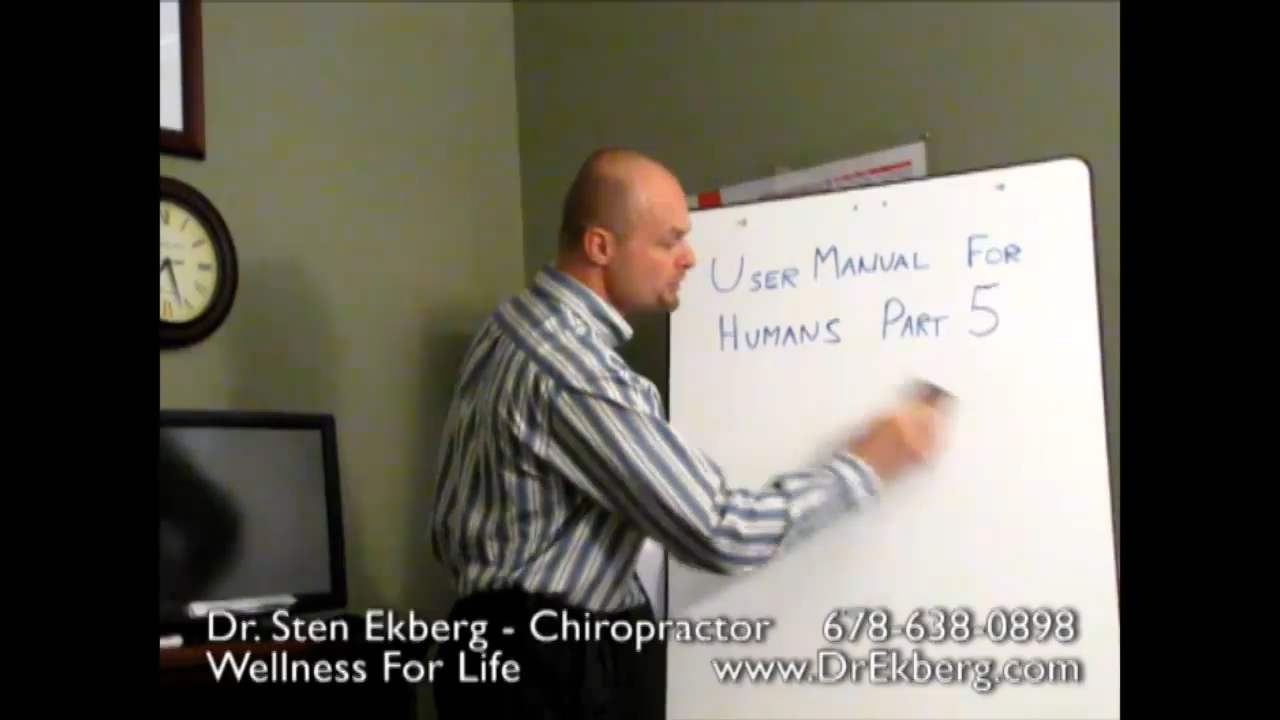 USER MANUAL FOR
HUMANS PART 5
Dr. Sten Ekberg - Chiropractor 678-638-0898
Wellness For Life www.DrEkberg.com